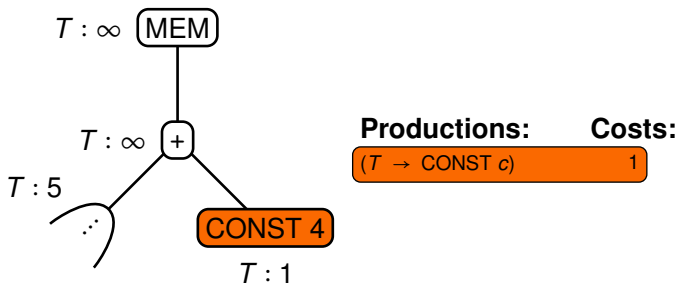 T : ∞ MEM
T : ∞ +
Productions: Costs:
(T → CONST c) 1
T : 5
...
CONST 4
T : 1